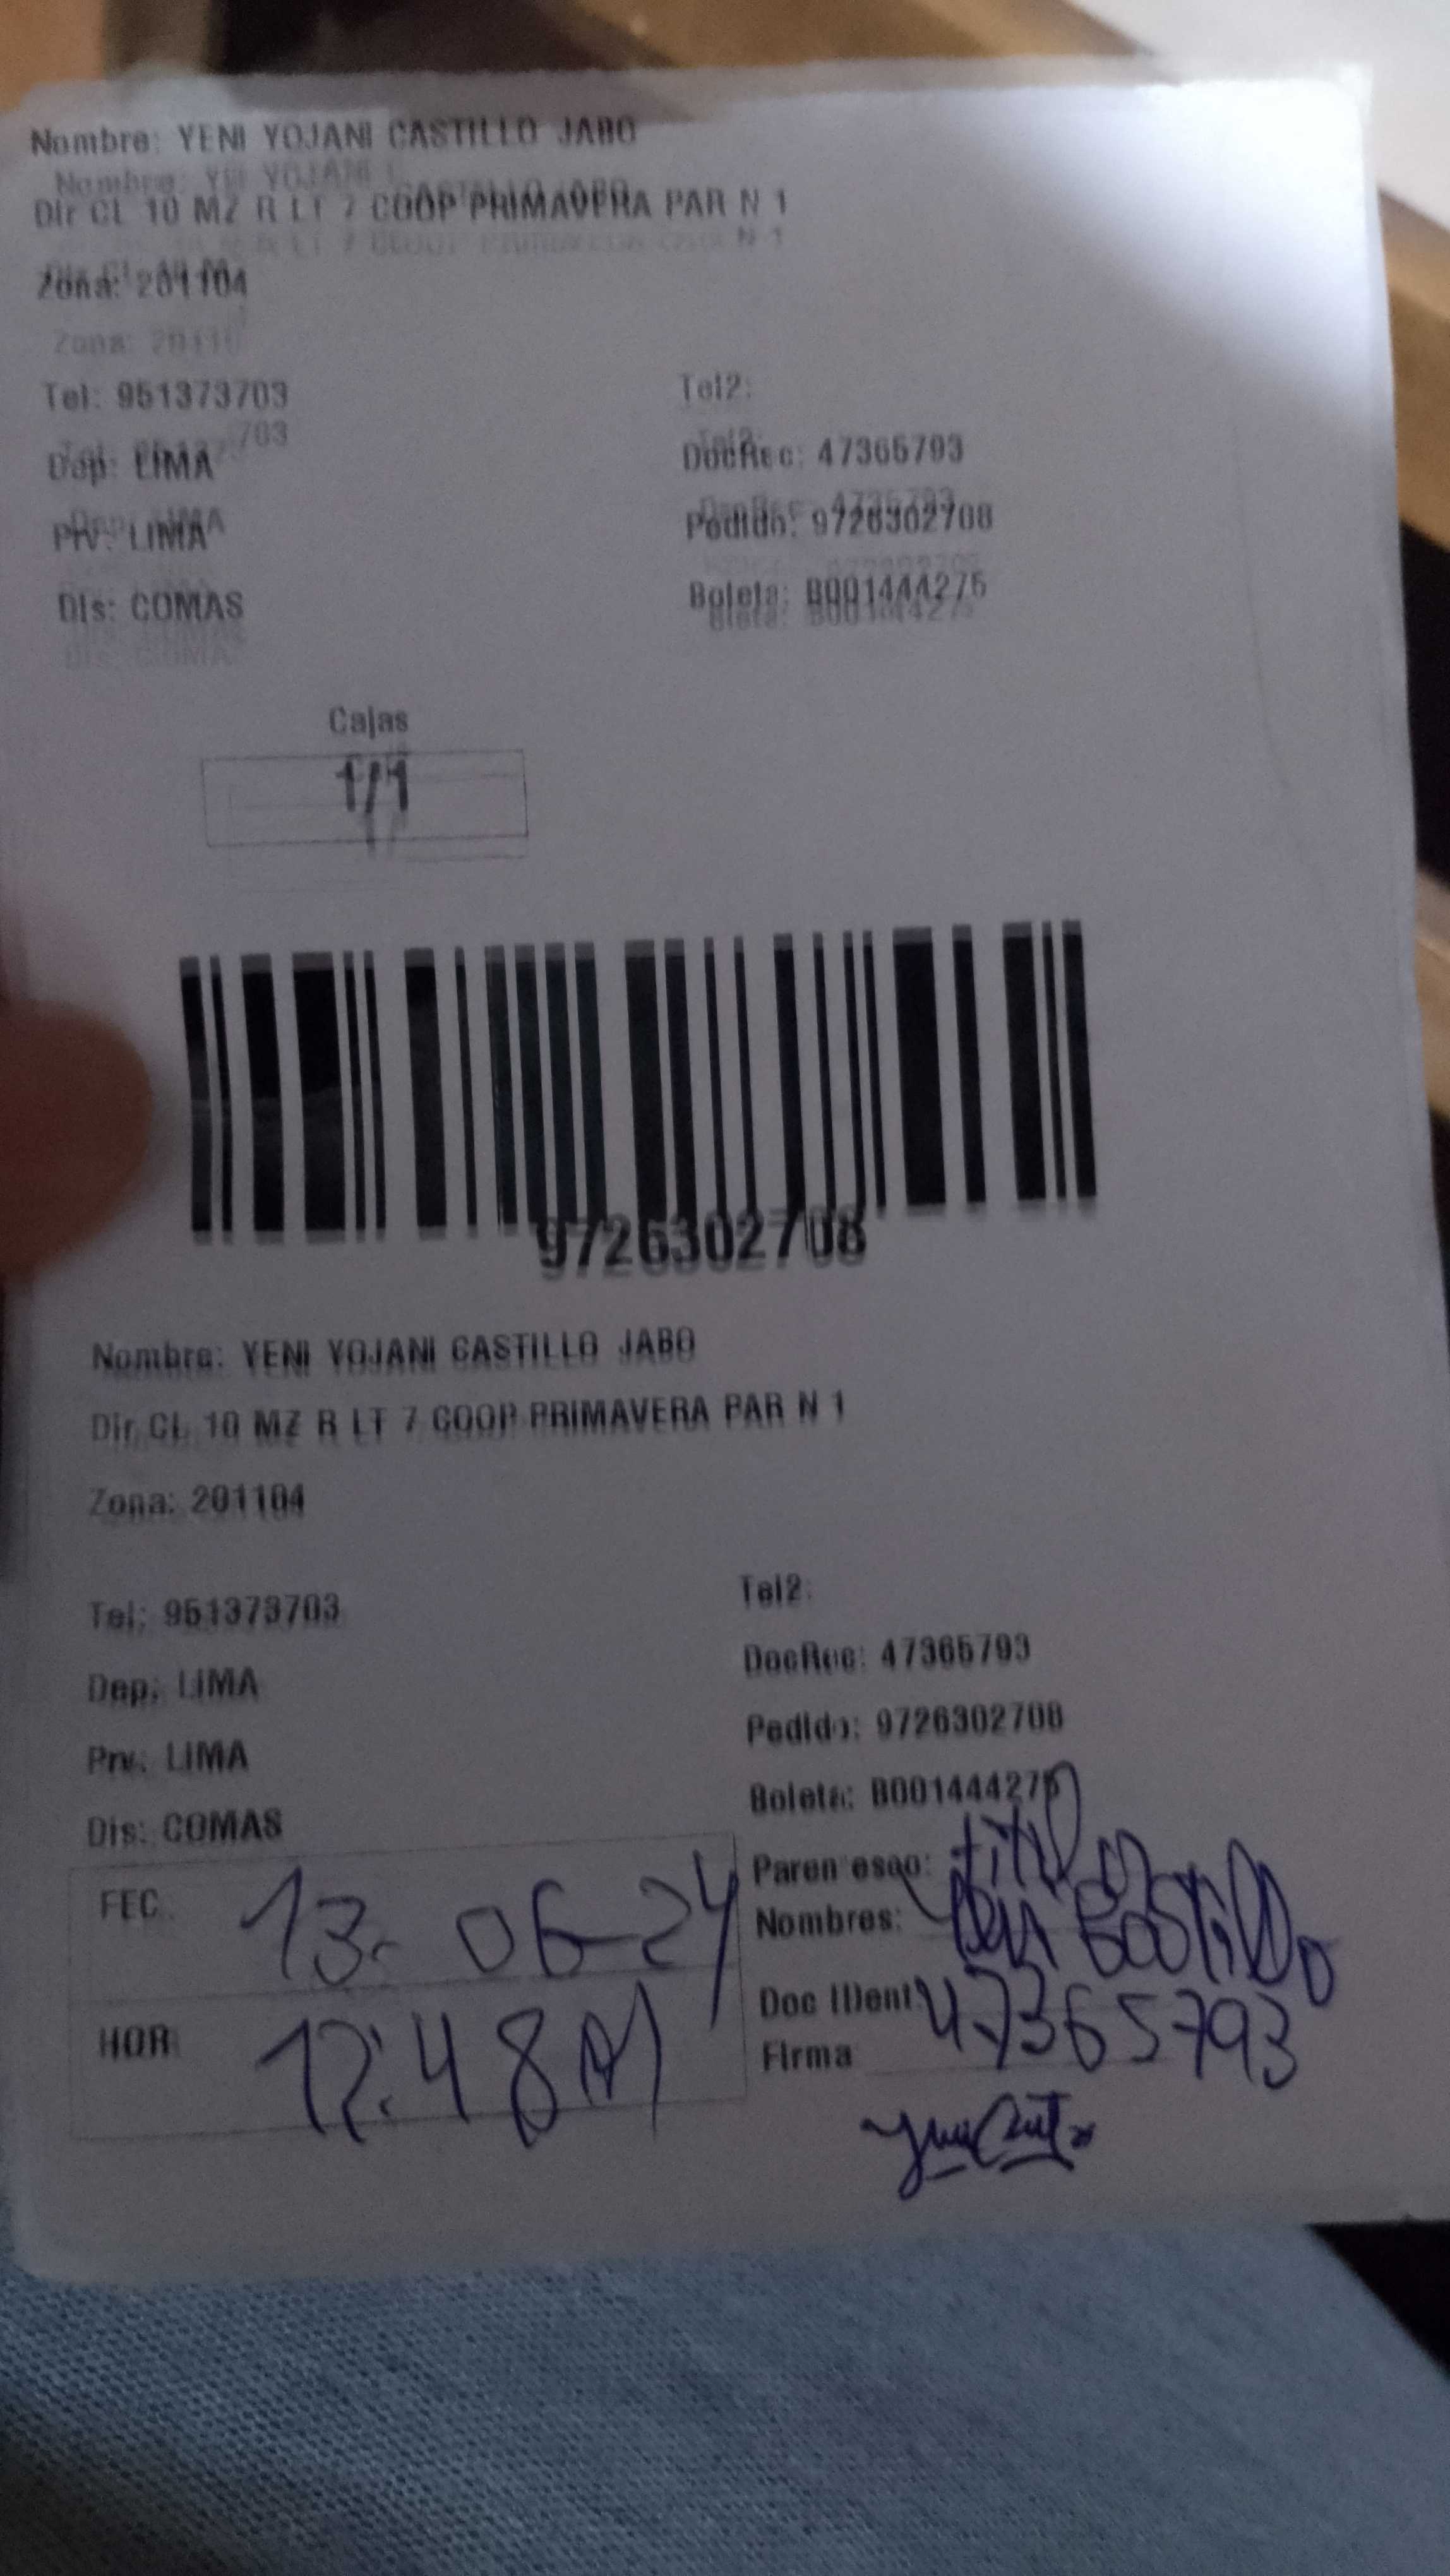 Nombre: YENI YOJANI CASTILLO JABO
Dir CL 10 MZ R LT 7 COOP PRIMAVERA PAR N 1
Zona: 201104
Tel: 951373703
Tel2:
Dep: LIMA
DocRec: 47365793
Prv: LIMA
Pedido: 9726302708
Dis: COMAS
Boleta: B001444275
Cajas
1/1
9726302708
Nombre: YENI YOJANI CASTILLO JABO
Dir CL 10 MZ R LT 7 COOP PRIMAVERA PAR N 1
Zona: 201104
Tel: 951373703
Tel2:
Dep: LIMA
DocRec: 47365793
Prv: LIMA
Pedido: 9726302708
Dis: COMAS
Boleta: B001444275
FEC. 13. 06-24
Parentesco:
Nombres: Castillo
HOR 12:48
Doc Ident 47365793
Firma